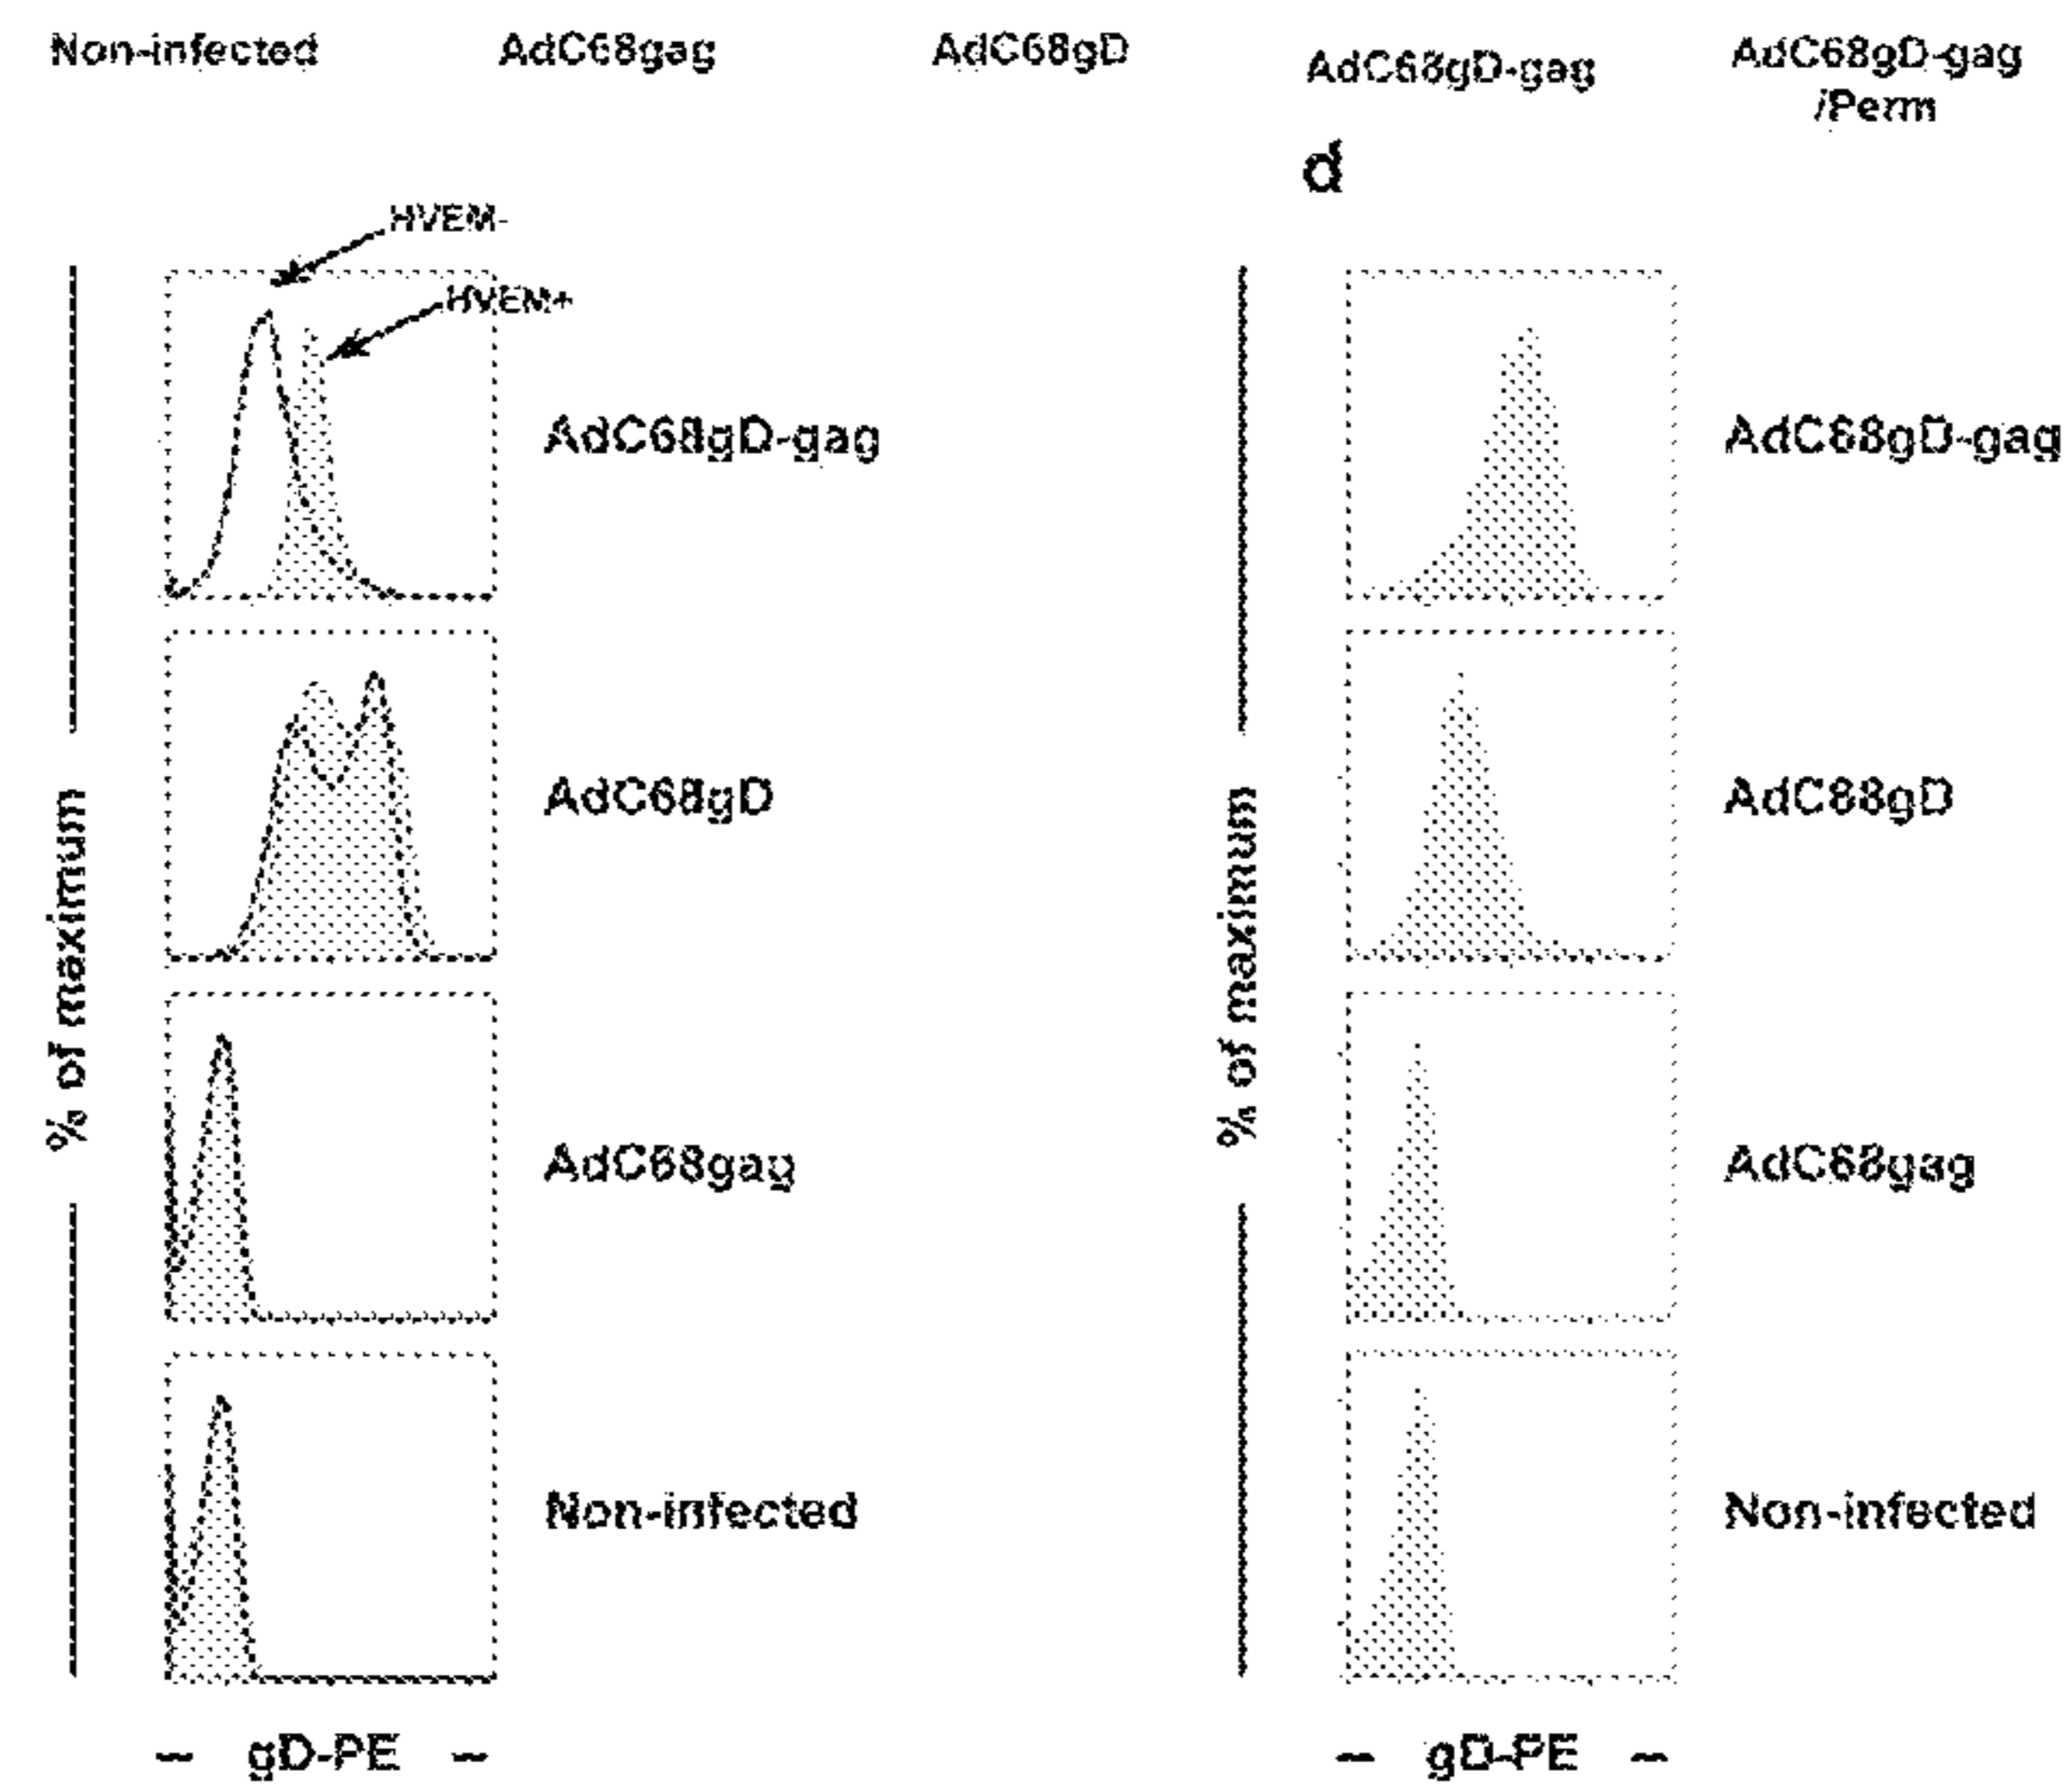 Non-infected
AdC68gag
AdC68gD
AdC68gD-gag
AdC68gD-gag
/Perm
d
HVEM-
HVEM+
% of maximum
AdC68gD-gag
AdC68gD
AdC68gag
Non-infected
gD-PE
% of maximum
AdC68gD-gag
AdC68gD
AdC68gag
Non-infected
gD-PE